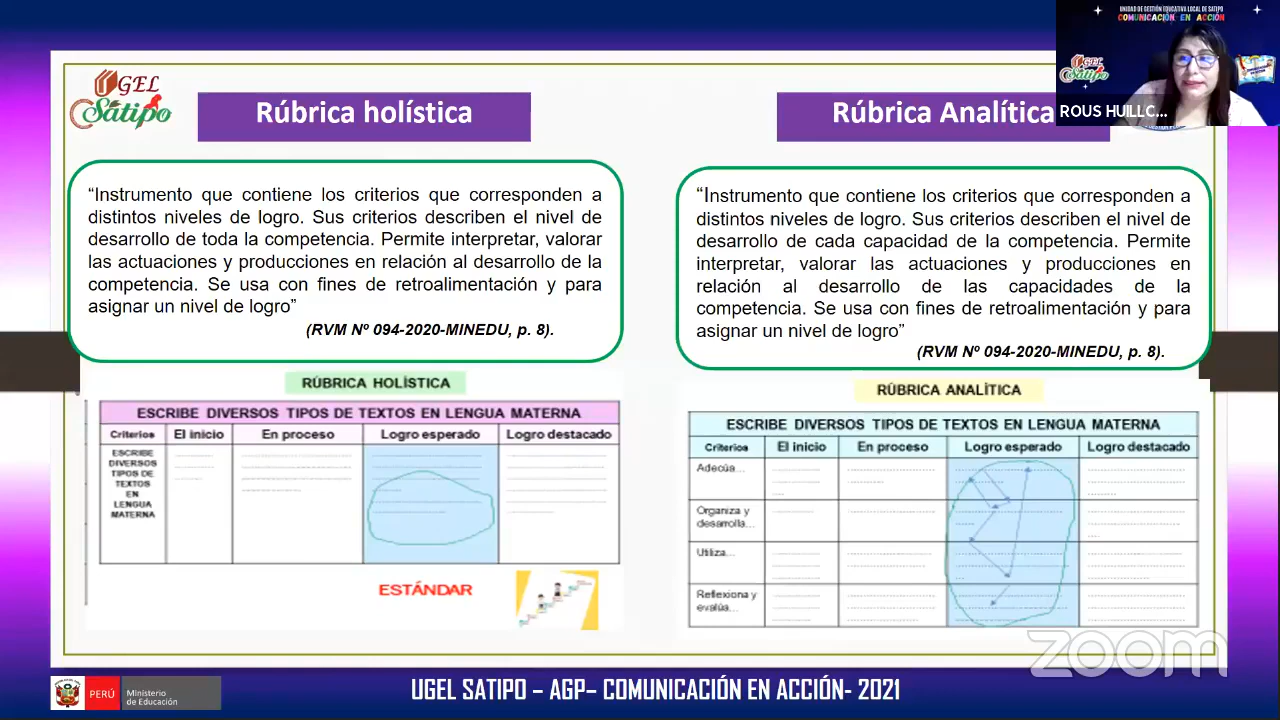 UNIDAD DE GESTIÓN EDUCATIVA LOCAL DE SATIPO
COMUNICACIÓN EN ACCIÓN
UGEL
Satipo
ROUS HUILLC...
UGEL
Satipo
Rúbrica holística
“Instrumento que contiene los criterios que corresponden a
distintos niveles de logro. Sus criterios describen el nivel de
desarrollo de toda la competencia. Permite interpretar, valorar
las actuaciones y producciones en relación al desarrollo de la
competencia. Se usa con fines de retroalimentación y para
asignar un nivel de logro”
(RVM Nº 094-2020-MINEDU, p. 8).
RÚBRICA HOLÍSTICA
ESCRIBE DIVERSOS TIPOS DE TEXTOS EN LENGUA MATERNA
Criterios El inicio En proceso Logro esperado Logro destacado
ESCRIBE
DIVERSOS
TIPOS DE
TEXTOS
EN
LENGUA
MATERNA
ESTÁNDAR
Rúbrica Analítica
“Instrumento que contiene los criterios que corresponden a
distintos niveles de logro. Sus criterios describen el nivel de
desarrollo de cada capacidad de la competencia. Permite
interpretar, valorar las actuaciones y producciones en
relación al desarrollo de las capacidades de la
competencia. Se usa con fines de retroalimentación y para
asignar un nivel de logro”
(RVM Nº 094-2020-MINEDU, p. 8).
RÚBRICA ANALÍTICA
ESCRIBE DIVERSOS TIPOS DE TEXTOS EN LENGUA MATERNA
Criterios El inicio En proceso Logro esperado Logro destacado
Adecúa...
Organiza y
desarrolla...
Utiliza...
Reflexiona y
evalúa...
zoom
PERÚ
Ministerio
de Educación
UGEL SATIPO – AGP– COMUNICACIÓN EN ACCIÓN- 2021